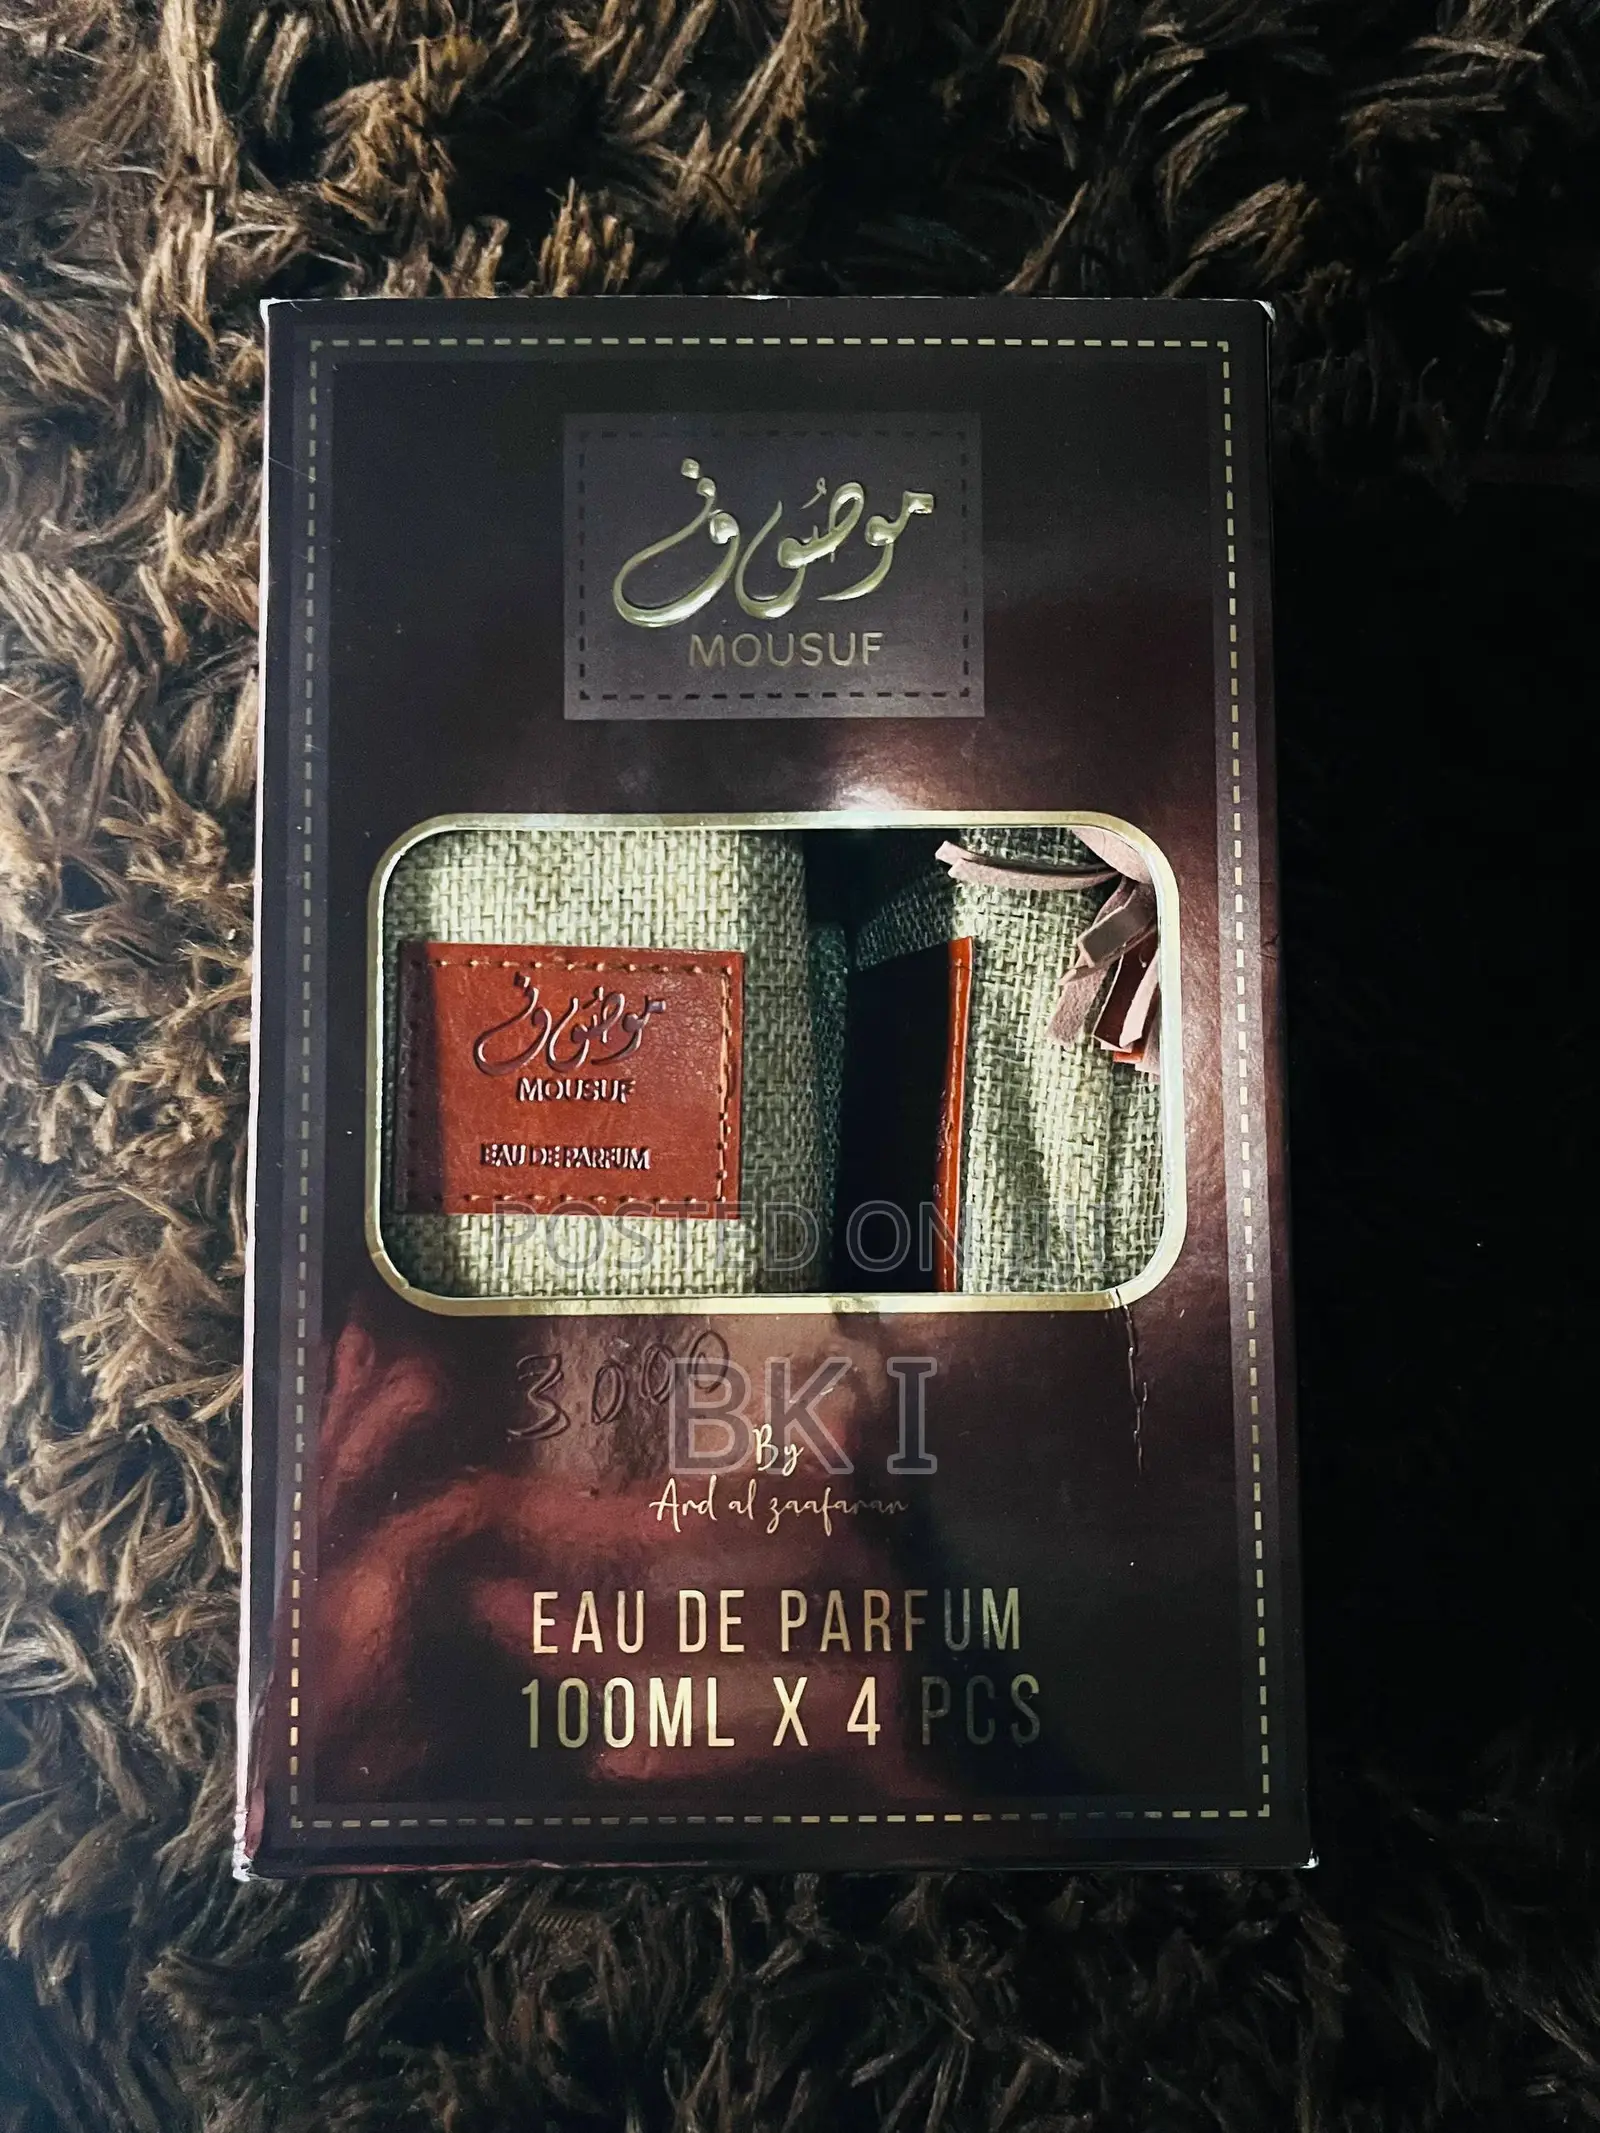 موصوف
MOUSUF
موصوف
MOUSUF
EAU DE PARFUM
POSTED ON JIJI
3000
BK I
By
Ard al zaafaran
EAU DE PARFUM
100ML X 4 PCS